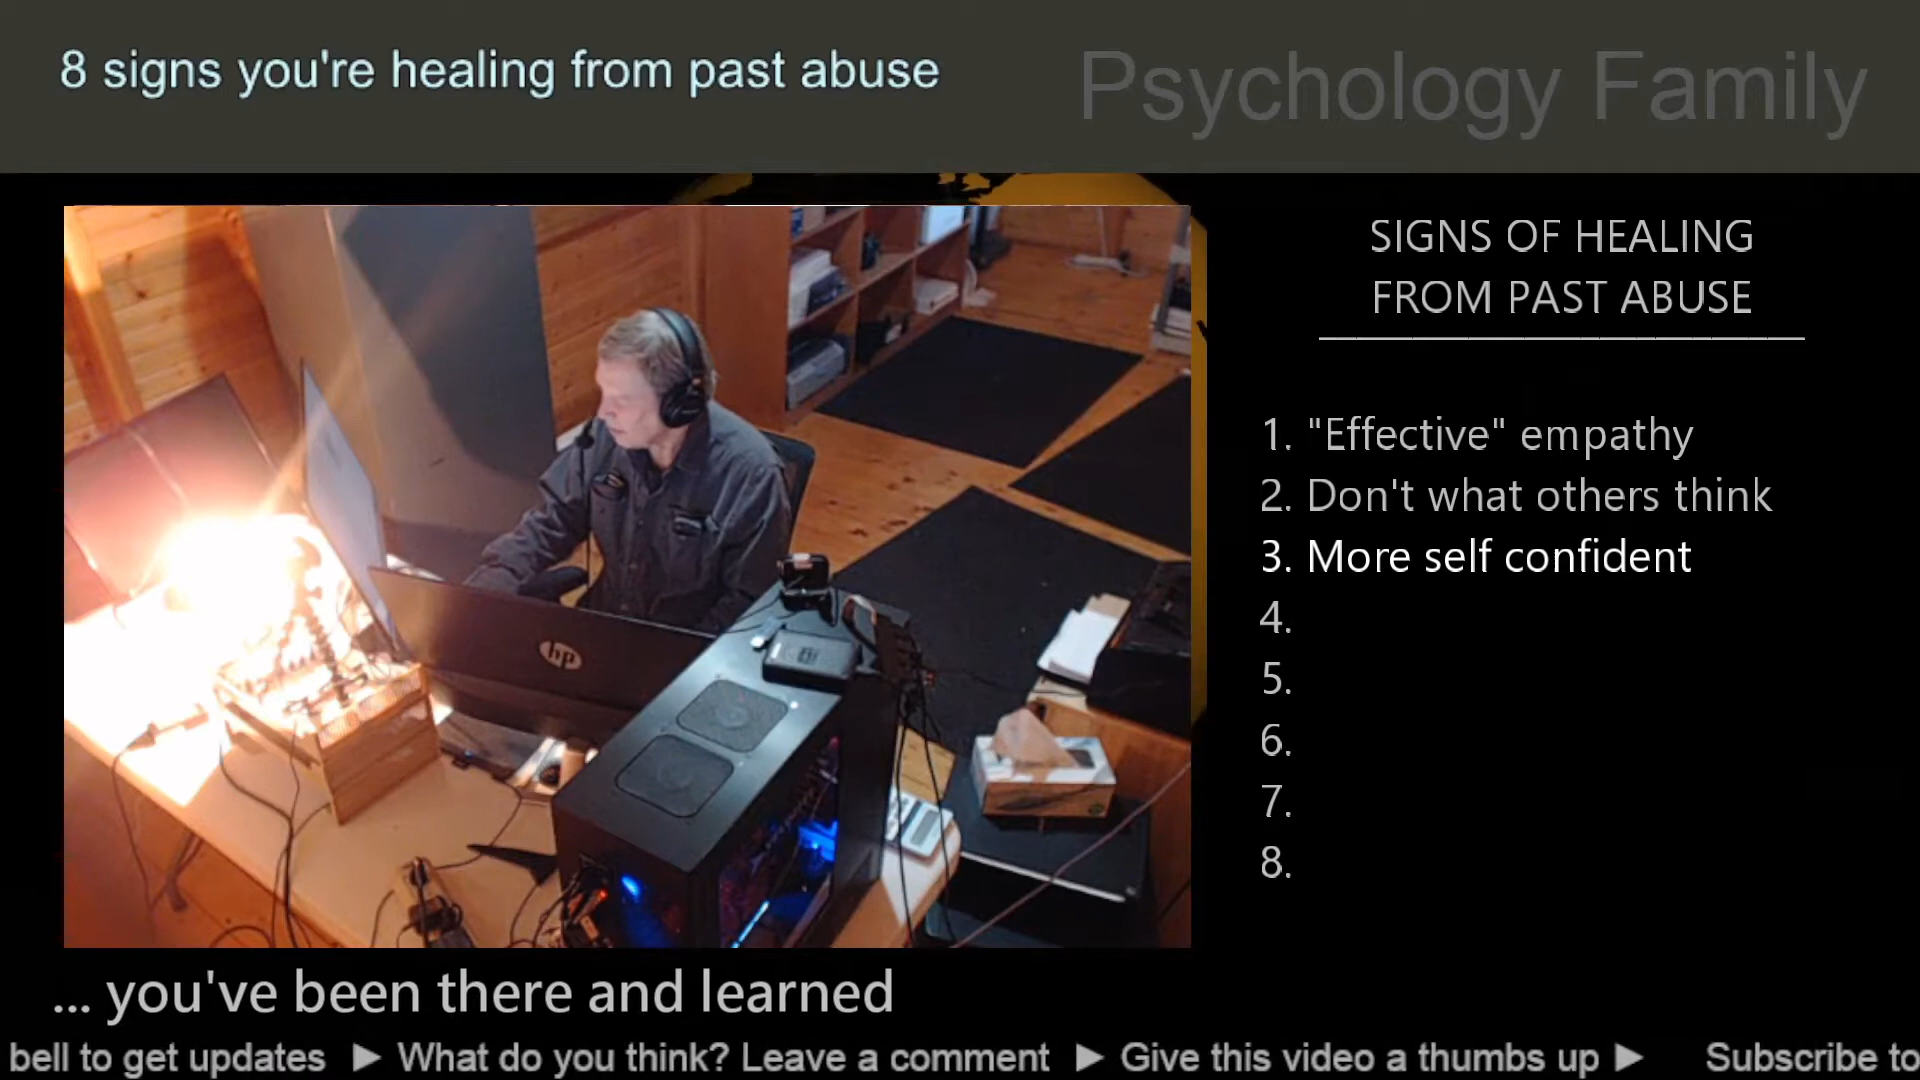 8 signs you're healing from past abuse
Psychology Family
SIGNS OF HEALING
FROM PAST ABUSE
1. "Effective" empathy
2. Don't what others think
3. More self confident
4.
5.
6.
7.
8.
hp
... you've been there and learned
bell to get updates ► What do you think? Leave a comment ► Give this video a thumbs up ► Subscribe to